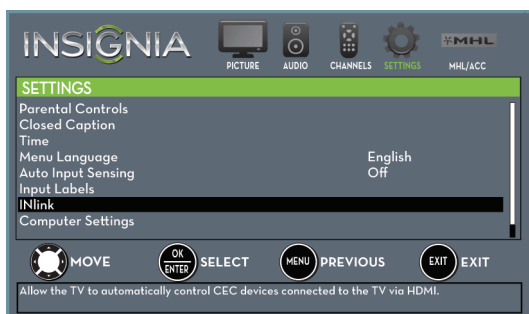 INSIGNIA
PICTURE AUDIO CHANNELS SETTINGS MHL MHL/ACC
SETTINGS
Parental Controls
Closed Caption
Time
Menu Language English
Auto Input Sensing Off
Input Labels
INlink
Computer Settings
MOVE OK ENTER SELECT MENU PREVIOUS EXIT EXIT
Allow the TV to automatically control CEC devices connected to the TV via HDMI.